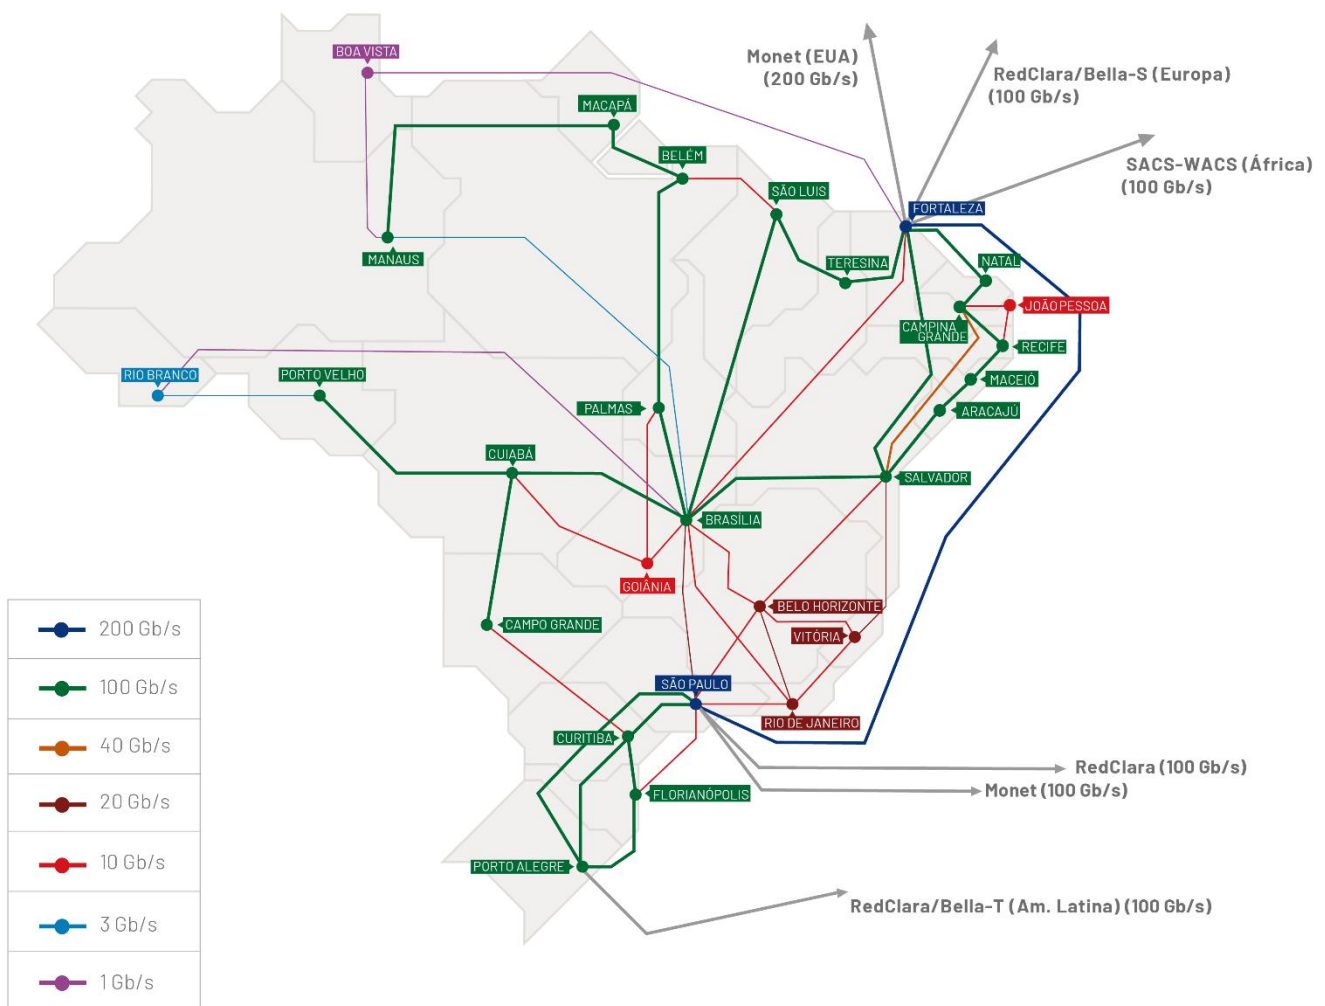 BOA VISTA
Monet (EUA)
(200 Gb/s)
RedClara/Bella-S (Europa)
(100 Gb/s)
MACAPÁ
SACS-WACS (África)
(100 Gb/s)
BELÉM
SÃO LUIS
FORTALEZA
MANAUS
TERESINA
NATAL
JOÃO PESSOA
CAMPINA
GRANDE
RECIFE
RIO BRANCO
PORTO VELHO
MACEIÓ
PALMAS
ARACAJÚ
CUIABÁ
SALVADOR
BRASÍLIA
GOIÂNIA
BELO HORIZONTE
CAMPO GRANDE
VITÓRIA
SÃO PAULO
RIO DE JANEIRO
CURITIBA
RedClara (100 Gb/s)
Monet (100 Gb/s)
FLORIANÓPOLIS
PORTO ALEGRE
RedClara/Bella-T (Am. Latina) (100 Gb/s)
200 Gb/s
100 Gb/s
40 Gb/s
20 Gb/s
10 Gb/s
3 Gb/s
1 Gb/s